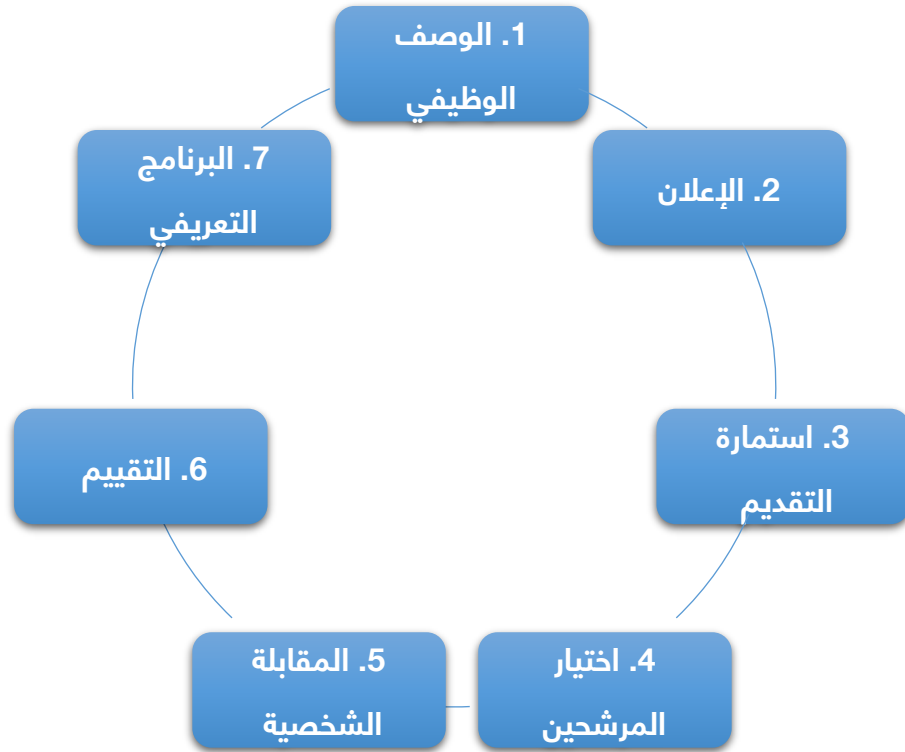 1. الوصف
الوظيفي
2. الإعلان
3. استمارة
التقديم
4. اختيار
المرشحين
5. المقابلة
الشخصية
6. التقييم
7. البرنامج
التعريفي